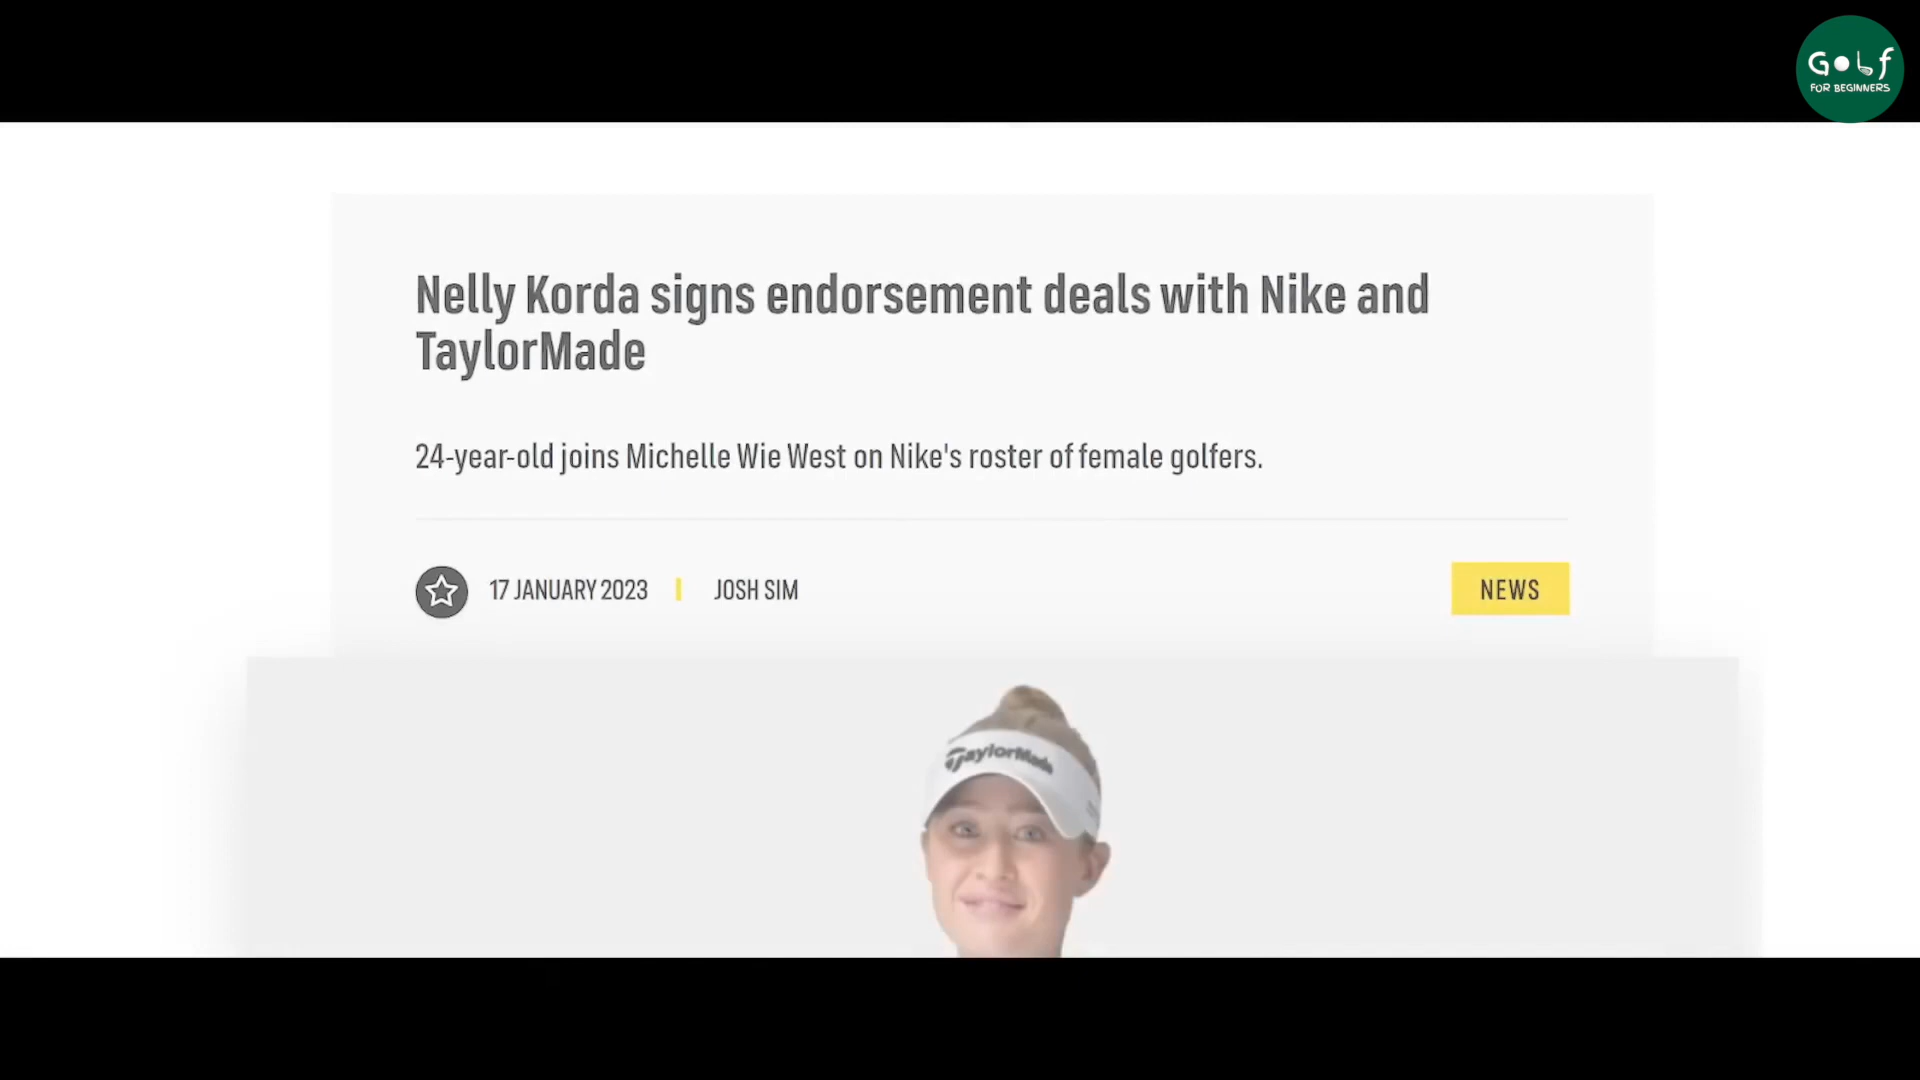 GOLF
FOR BEGINNERS
Nelly Korda signs endorsement deals with Nike and
TaylorMade
24-year-old joins Michelle Wie West on Nike's roster of female golfers.
17 JANUARY 2023 JOSH SIM NEWS
TaylorMade